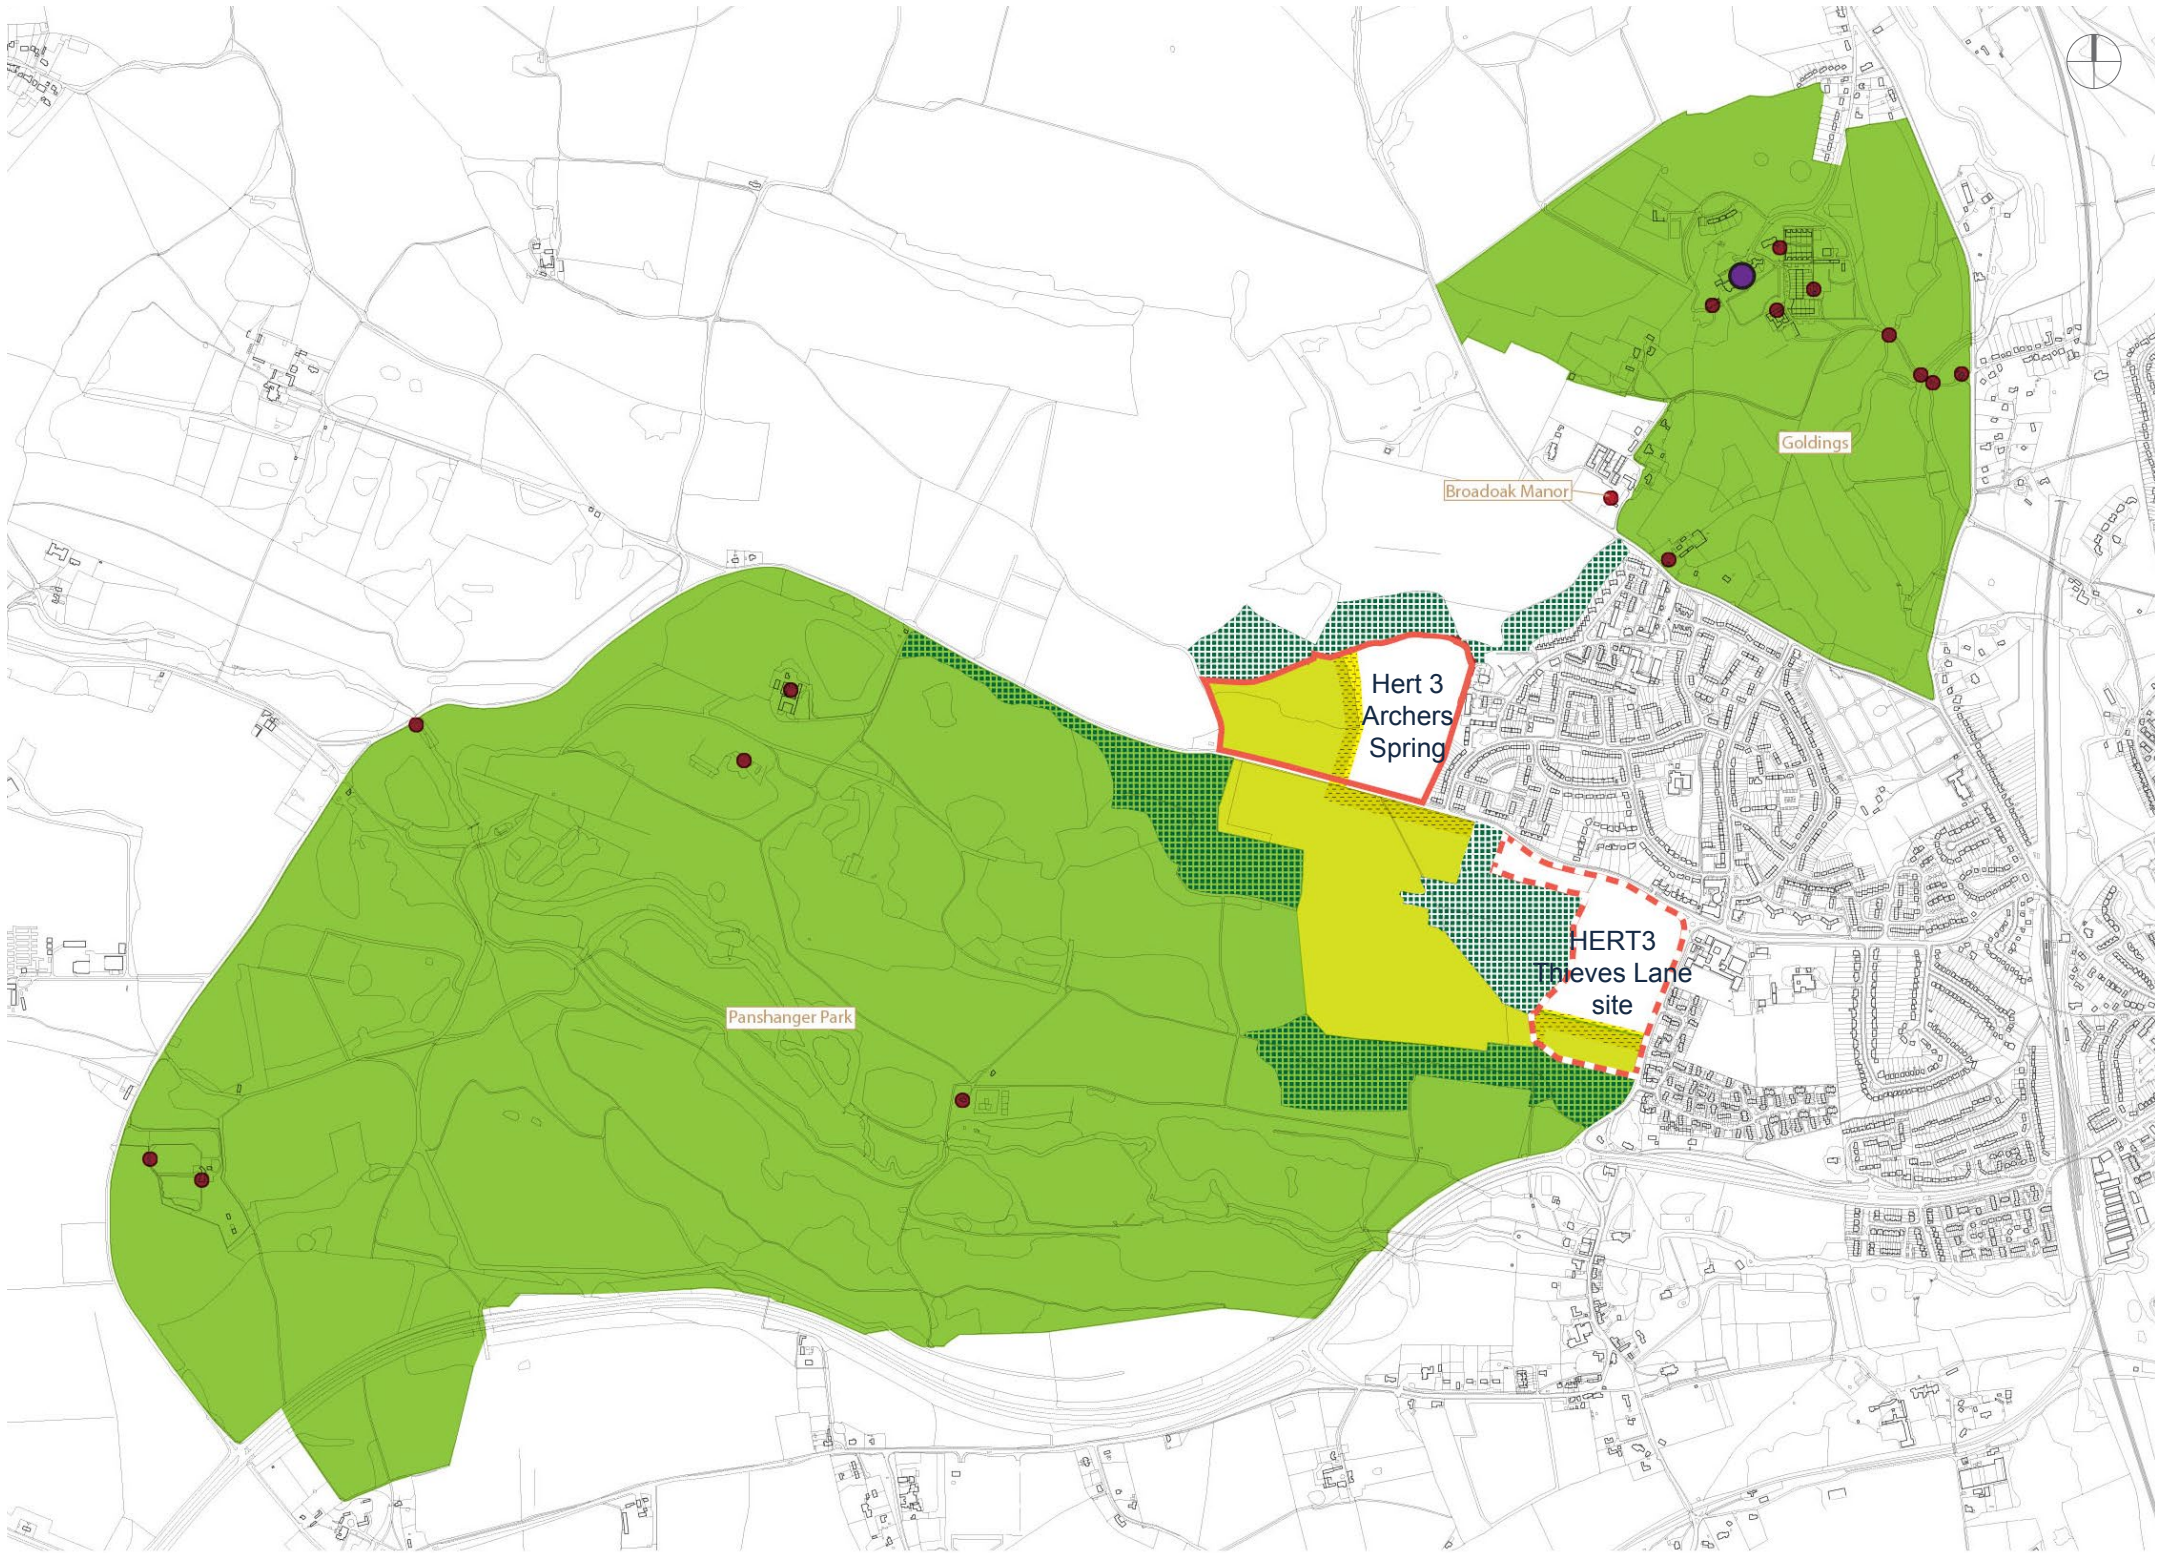 Goldings
Broadoak Manor
Hert 3
Archers
Spring
HERT3
Thieves Lane
site
Panshanger Park